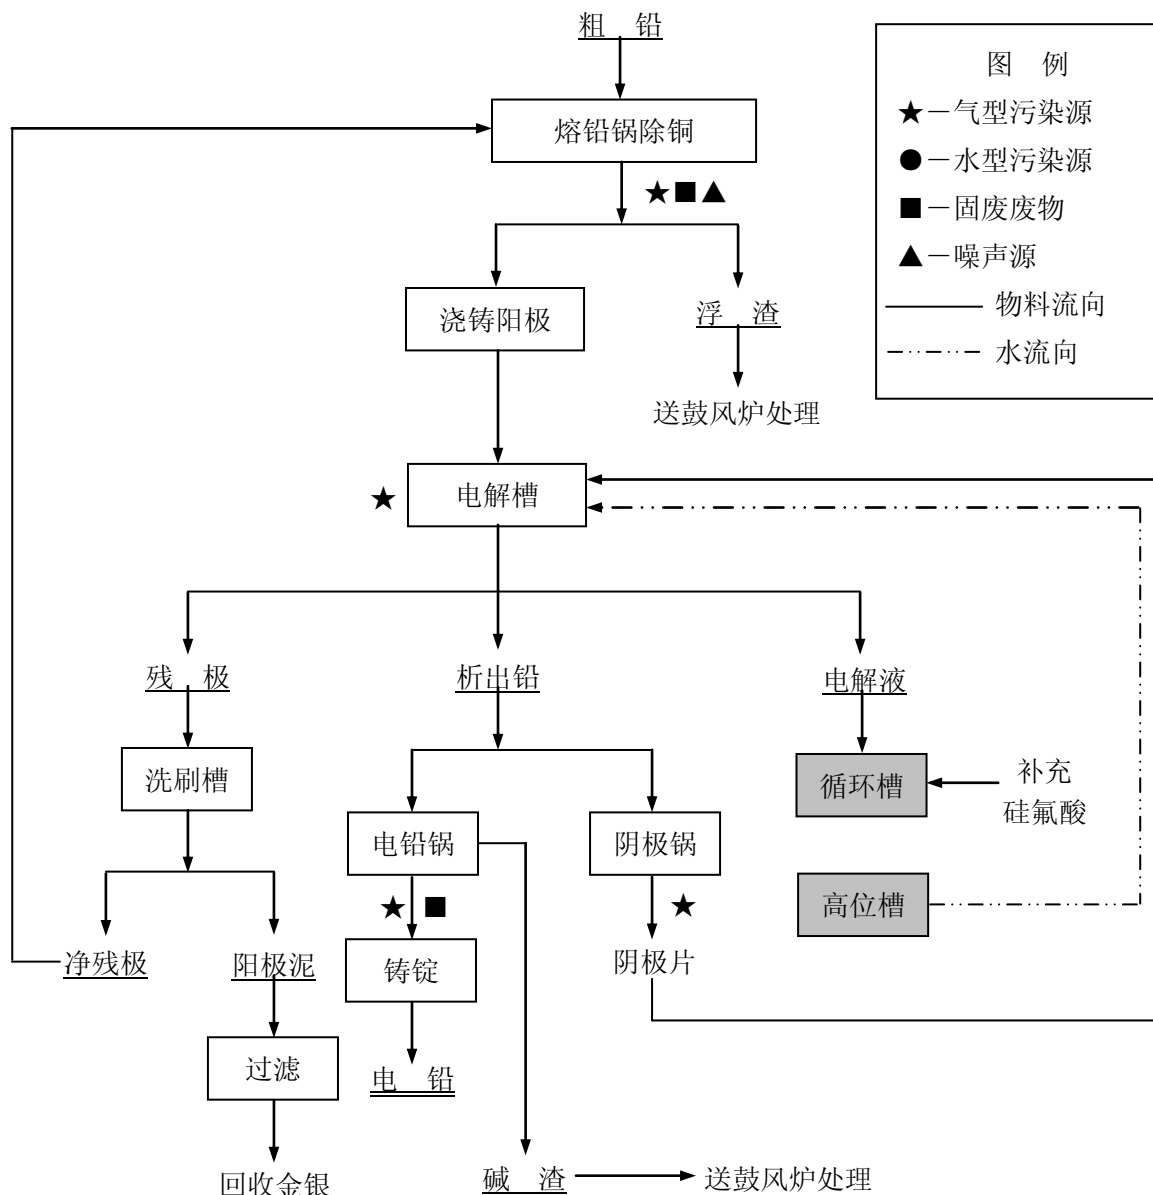 粗 铅
熔铅锅除铜
图 例
★－气型污染源
●－水型污染源
■－固废废物
▲－噪声源
物料流向
水流向
★■▲
浇铸阳极
浮 渣
送鼓风炉处理
★
电解槽
残 极
析出铅
电解液
洗刷槽
循环槽
补充
硅氟酸
电铅锅
阴极锅
高位槽
★ ■
★
净残极
阳极泥
铸锭
阴极片
过滤
电 铅
回收金银
碱 渣
送鼓风炉处理